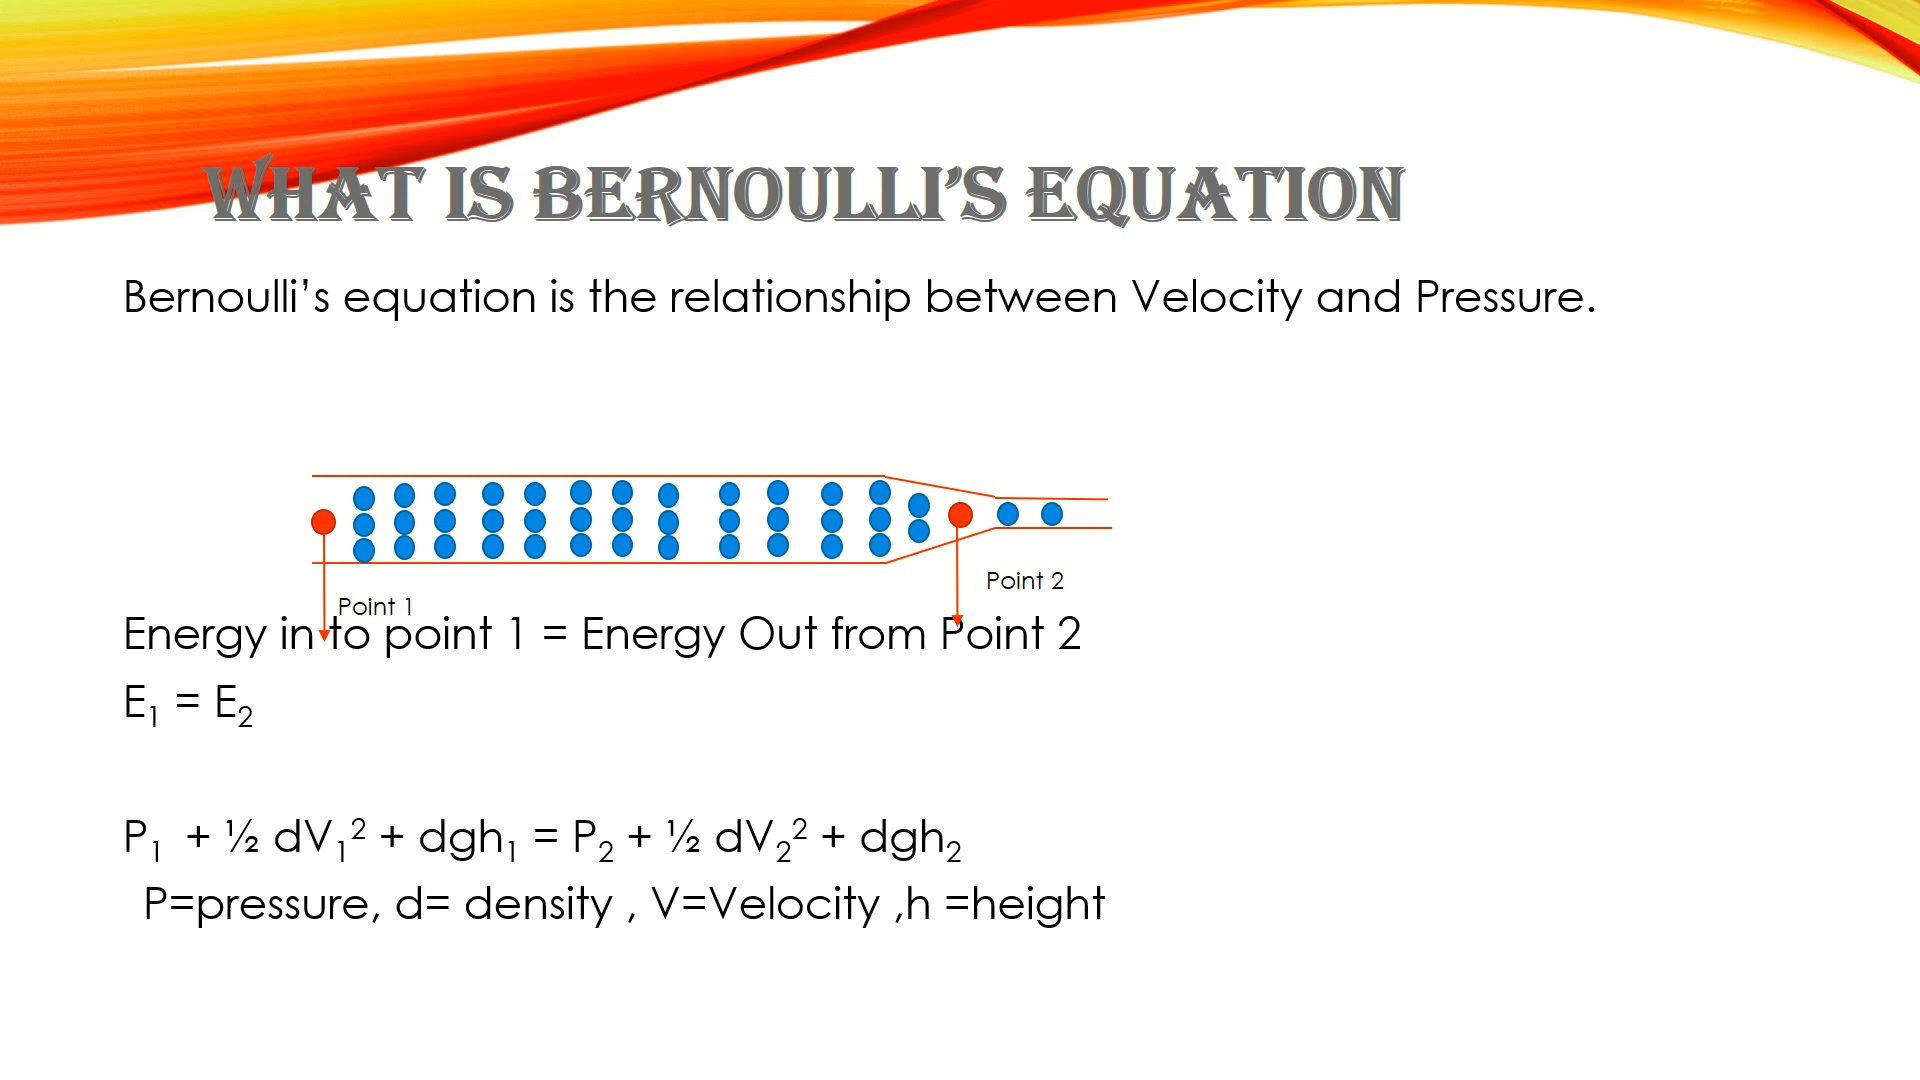 WHAT IS BERNOULLI’S EQUATION
Bernoulli’s equation is the relationship between Velocity and Pressure.
Point 2
Point 1
Energy in to point 1 = Energy Out from Point 2
E₁ = E₂
P₁ + ½ dV₁² + dgh₁ = P₂ + ½ dV₂² + dgh₂
P=pressure, d= density , V=Velocity ,h =height